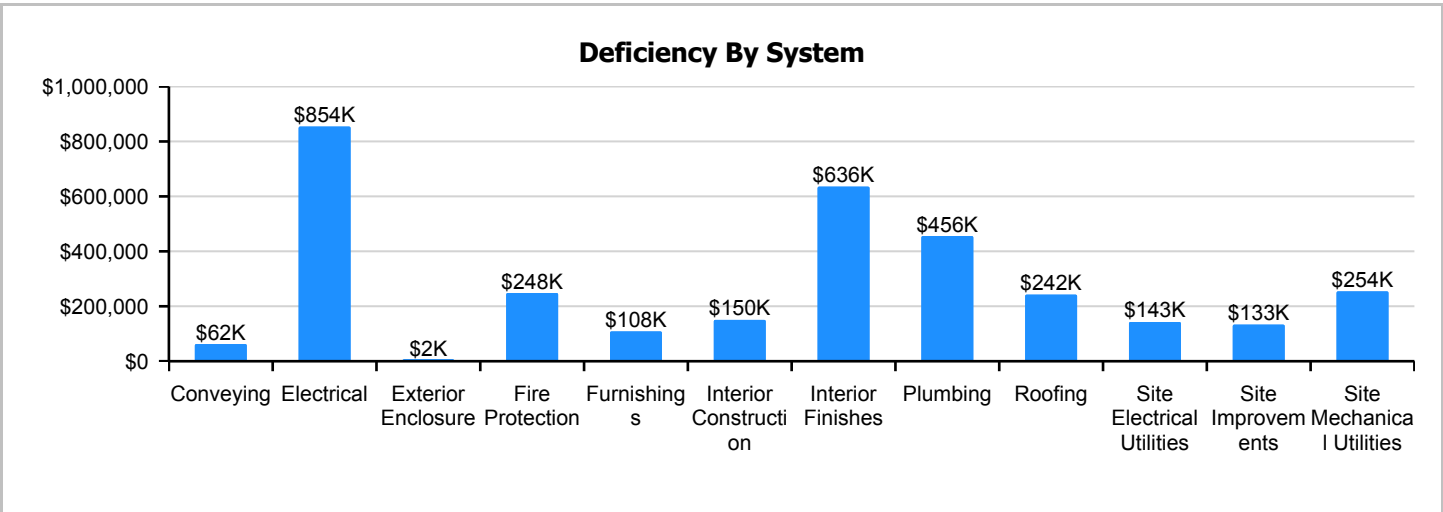 Deficiency By System
$1,000,000
$800,000
$600,000
$400,000
$200,000
$0
$62K
$854K
$2K
$248K
$108K
$150K
$636K
$456K
$242K
$143K
$133K
$254K
Conveying
Electrical
Exterior
Enclosure
Fire
Protection
Furnishing
s
Interior
Constructi
on
Interior
Finishes
Plumbing
Roofing
Site
Electrical
Utilities
Site
Improvem
ents
Site
Mechanica
l Utilities